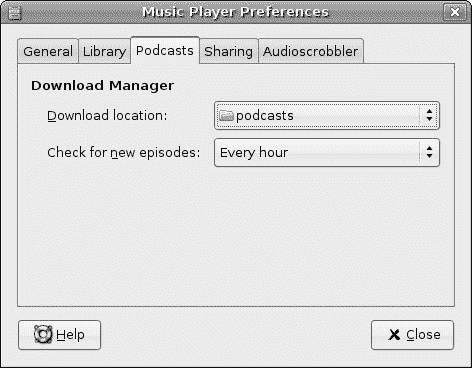 Music Player Preferences
General Library Podcasts Sharing Audioscrobbler
Download Manager
Download location: podcasts
Check for new episodes: Every hour
Help Close